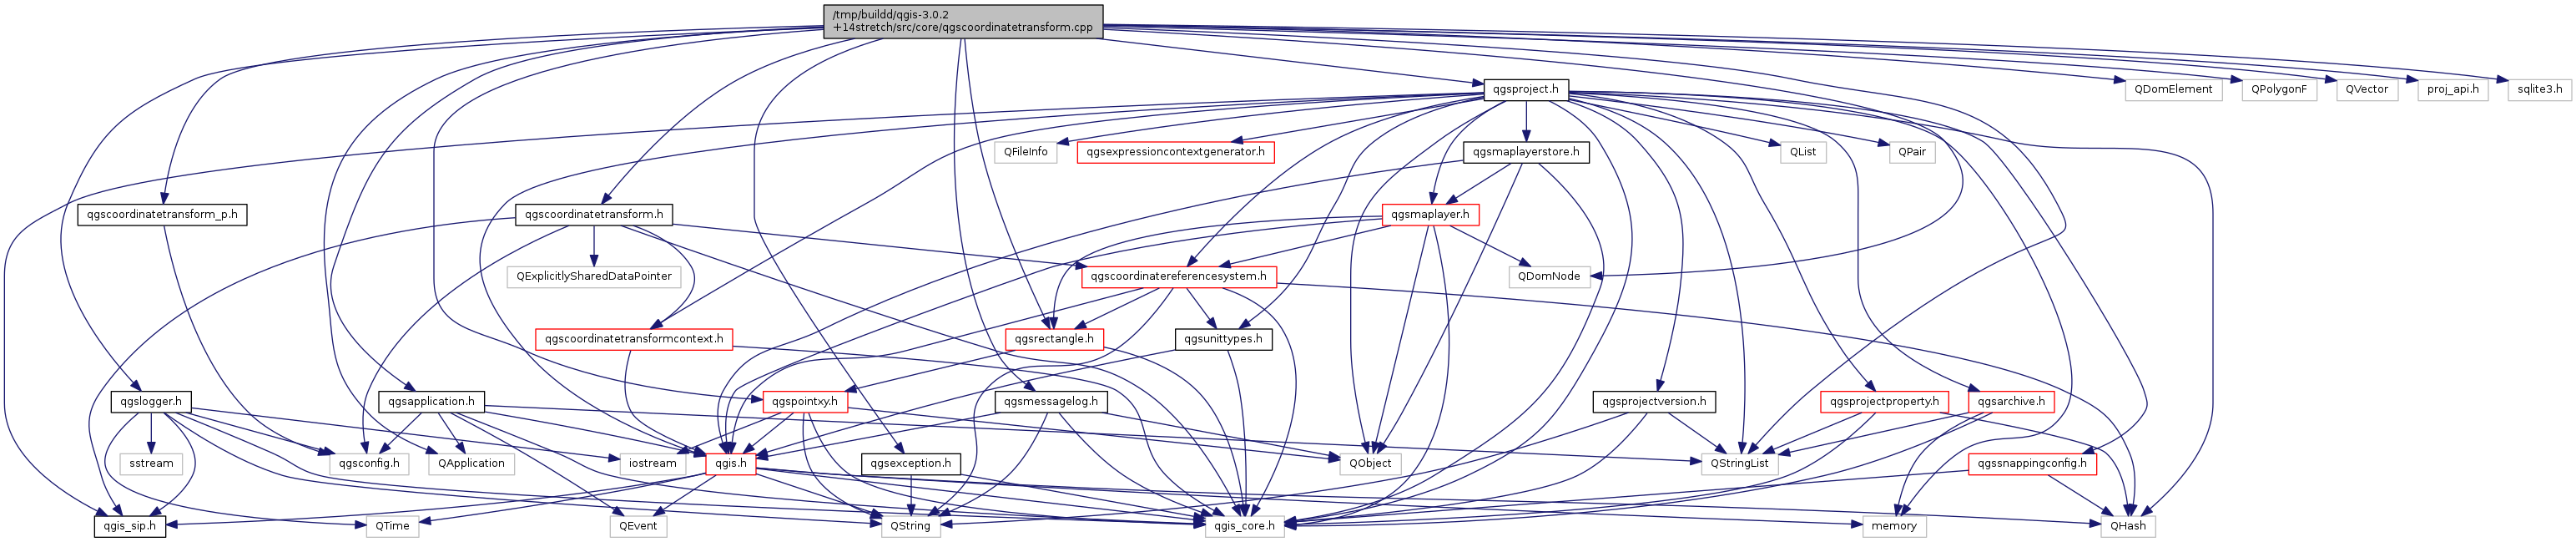 /tmp/buildd/qgis-3.0.2
+14stretch/src/core/qgscoordinatetransform.cpp
qgsproject.h
QDomElement
QPolygonF
QVector
proj_api.h
sqlite3.h
QFileInfo
qgsexpressioncontextgenerator.h
qgsmaplayerstore.h
QList
QPair
qgscoordinatetransform_p.h
qgscoordinatetransform.h
qgsmaplayer.h
QExplicitlySharedDataPointer
qgscoordinatereferencesystem.h
QDomNode
qgscoordinatetransformcontext.h
qgsrectangle.h
qgsunittypes.h
qgslogger.h
qgsapplication.h
qgspointxy.h
qgsmessagelog.h
qgsprojectversion.h
qgsprojectproperty.h
qgsarchive.h
sstream
qgsconfig.h
QApplication
iostream
qgis.h
qgsexception.h
QObject
QStringList
qgssnappingconfig.h
qgis_sip.h
QTime
QEvent
QString
qgis_core.h
memory
QHash